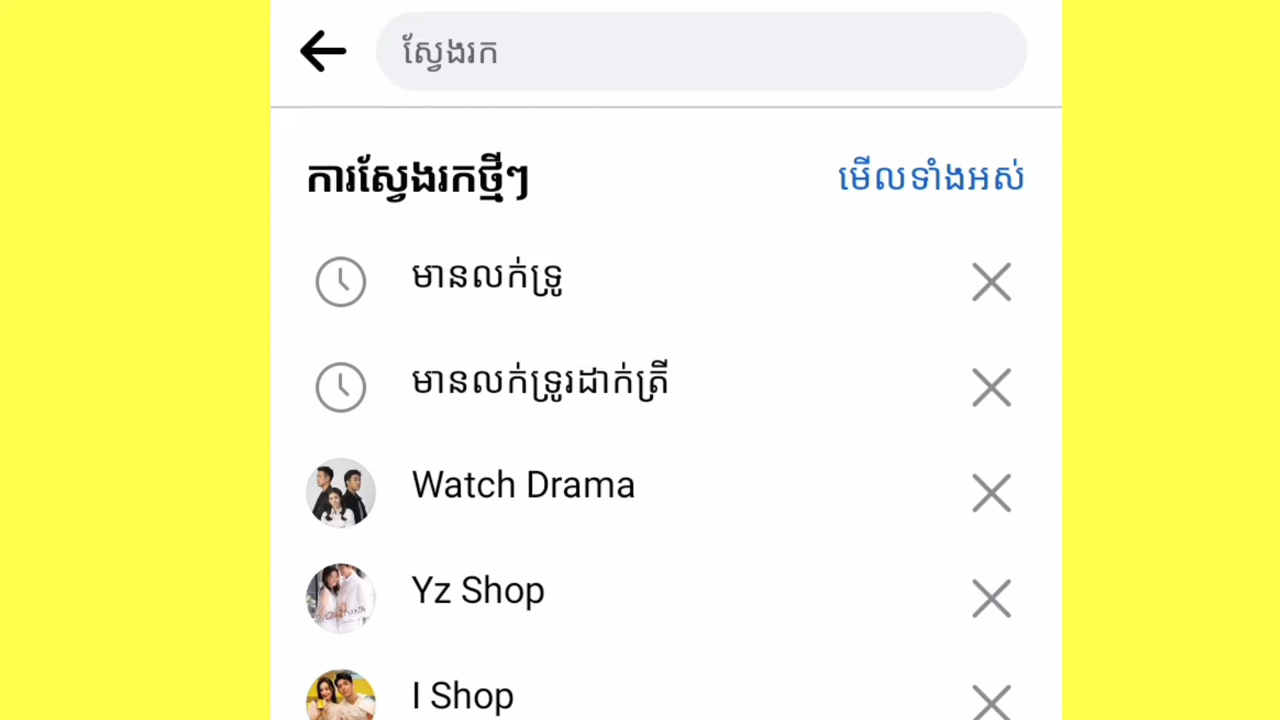 ស្វែងរក
ការស្វែងរកថ្មីៗ មើលទាំងអស់
មានលក់ទ្រូ
មានលក់ទ្រូរដាក់ត្រី
Watch Drama
Yz Shop
I Shop